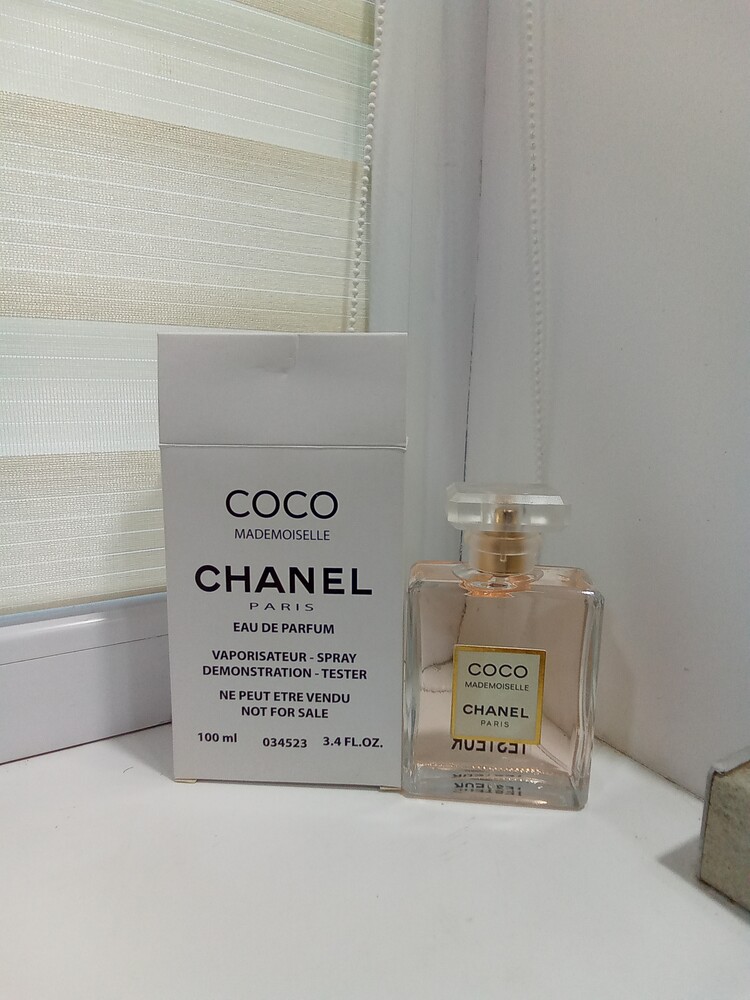 COCO
MADEMOISELLE
CHANEL
PARIS
EAU DE PARFUM
VAPORISATEUR - SPRAY
DEMONSTRATION - TESTER
NE PEUT ETRE VENDU
NOT FOR SALE
100 ml 034523 3.4 FL.OZ.
COCO
MADEMOISELLE
CHANEL
PARIS
TESTEUR